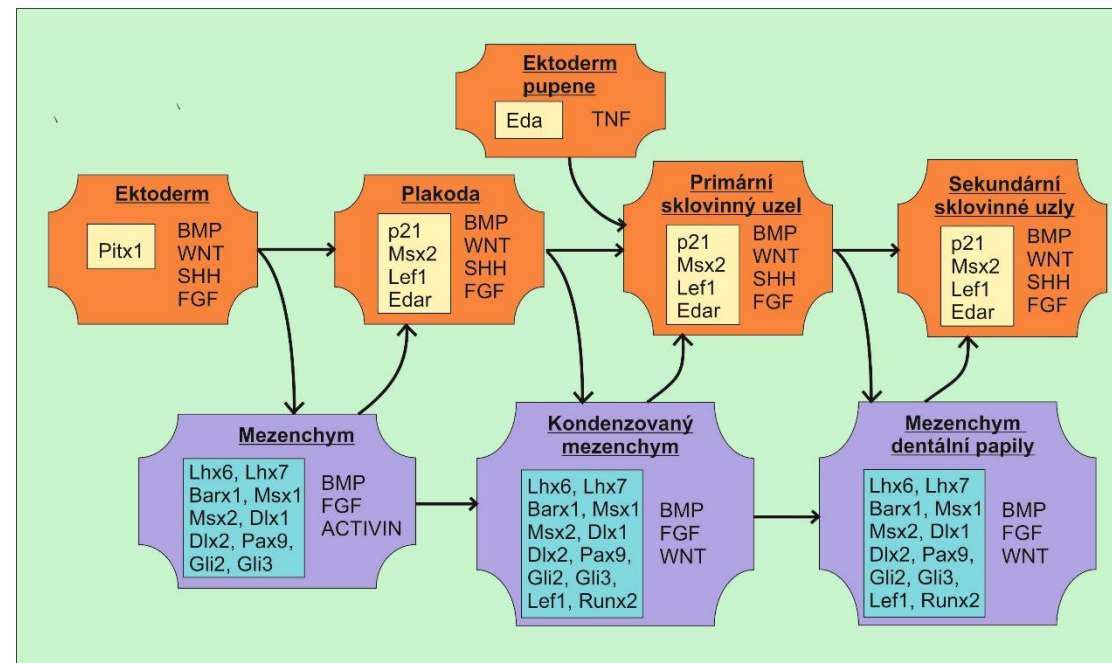 Ektoderm
pupene
Eda
TNF
Ektoderm
Pitx1
BMP
WNT
SHH
FGF
Plakoda
p21
Msx2
Lef1
Edar
BMP
WNT
SHH
FGF
Primární
sklovinný uzel
p21
Msx2
Lef1
Edar
BMP
WNT
SHH
FGF
Sekundární
sklovinné uzly
p21
Msx2
Lef1
Edar
BMP
WNT
SHH
FGF
Mezenchym
Lhx6, Lhx7
Barx1, Msx1
Msx2, Dlx1
Dlx2, Pax9,
Gli2, Gli3
BMP
FGF
ACTIVIN
Kondenzovaný
mezenchym
Lhx6, Lhx7
Barx1, Msx1
Msx2, Dlx1
Dlx2, Pax9,
Gli2, Gli3,
Lef1, Runx2
BMP
FGF
WNT
Mezenchym
dentální papily
Lhx6, Lhx7
Barx1, Msx1
Msx2, Dlx1
Dlx2, Pax9,
Gli2, Gli3,
Lef1, Runx2
BMP
FGF
WNT